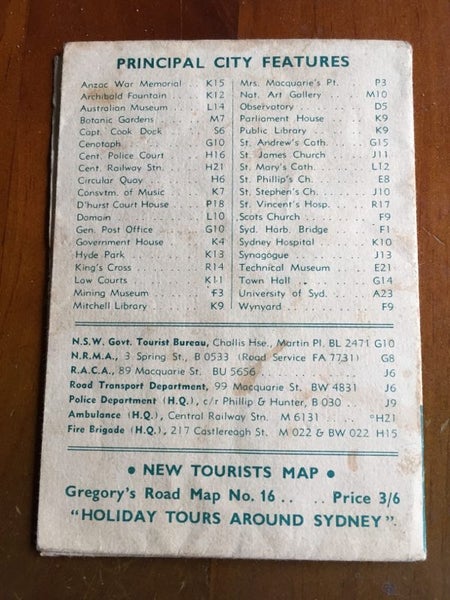 PRINCIPAL CITY FEATURES
Anzac War Memorial .. K15
Archibald Fountain ... K12
Australian Museum ... L14
Botanic Gardens ... M7
Capt. Cook Dock ... S6
Cenotaph ... G10
Cent. Police Court ... H16
Cent. Railway Stn. ... H21
Circular Quay ... H6
Consvtm. of Music ... K7
D'hurst Court House ... P18
Domain ... L10
Gen. Post Office ... G10
Government House ... K4
Hyde Park ... K13
King's Cross ... R14
Law Courts ... K11
Mining Museum ... F3
Mitchell Library ... K9
Mrs. Macquarie's Pt. ... P3
Nat. Art Gallery ... M10
Observatory ... D5
Parliament House ... K9
Public Library ... K9
St. Andrew's Cath. .. G15
St. James Church ... J11
St. Mary's Cath. ... L12
St. Phillip's Ch. ... E8
St. Stephen's Ch. ... J10
St. Vincent's Hosp. .. R17
Scots Church ... F9
Syd. Harb. Bridge ... F1
Sydney Hospital ... K10
Synagogue ... J13
Technical Museum ... E21
Town Hall ... G14
University of Syd. .. A23
Wynyard ... F9
N.S.W. Govt. Tourist Bureau, Challis Hse., Martin Pl. BL 2471 G10
N.R.M.A., 3 Spring St., B 0533 (Road Service FA 7731) G8
R.A.C.A., 89 Macquarie St. BU 5656 ... J6
Road Transport Department, 99 Macquarie St. BW 4831 J6
Police Department (H.Q.), c/r Phillip & Hunter, B 030 .. J9
Ambulance (H.Q.), Central Railway Stn. M 6131 .. °H21
Fire Brigade (H.Q.), 217 Castlereagh St. M 022 & BW 022 H15
• NEW TOURISTS MAP •
Gregory's Road Map No. 16 .. .. Price 3/6
"HOLIDAY TOURS AROUND SYDNEY".